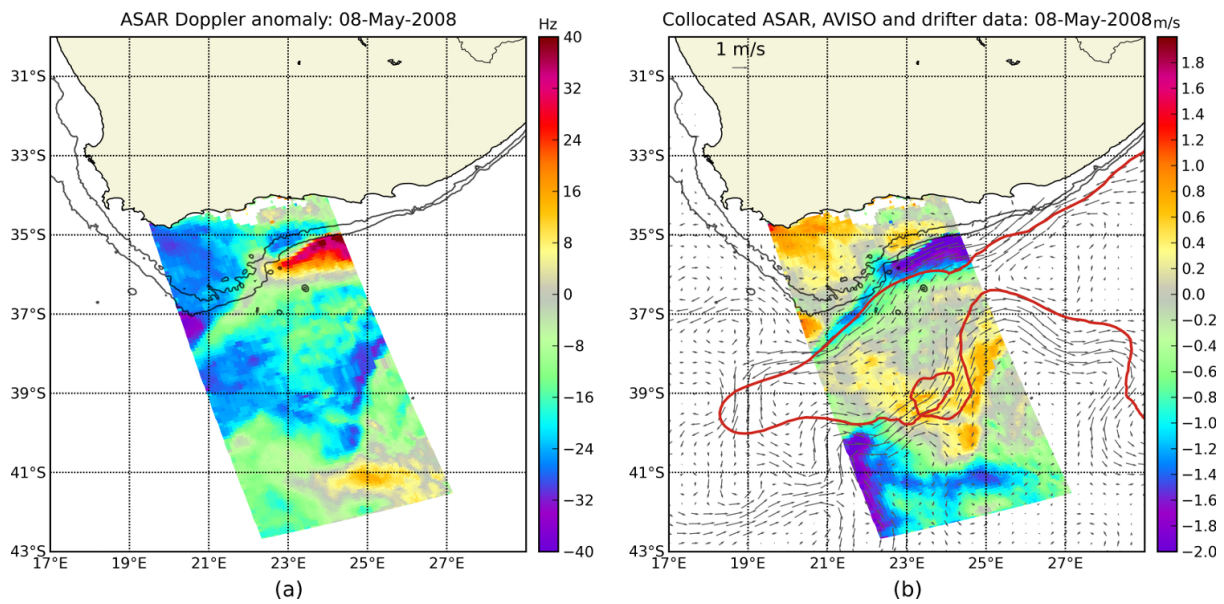 ASAR Doppler anomaly: 08-May-2008
Hz
40
32
24
16
8
0
−8
−16
−24
−32
−40
31°S
33°S
35°S
37°S
39°S
41°S
43°S
17°E 19°E 21°E 23°E 25°E 27°E
(a)
Collocated ASAR, AVISO and drifter data: 08-May-2008
m/s
1 m/s
1.8
1.6
1.4
1.2
1.0
0.8
0.6
0.4
0.2
0.0
−0.2
−0.4
−0.6
−0.8
−1.0
−1.2
−1.4
−1.6
−1.8
−2.0
31°S
33°S
35°S
37°S
39°S
41°S
43°S
17°E 19°E 21°E 23°E 25°E 27°E
(b)